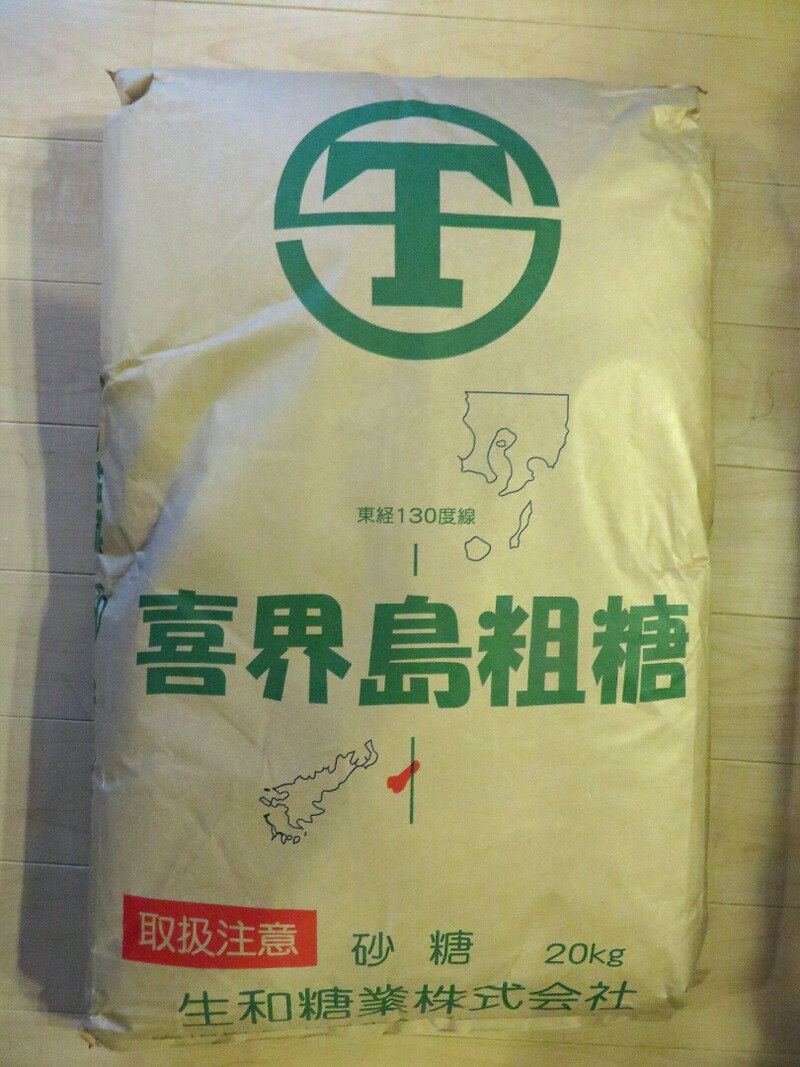 T
東経130度線
喜界島粗糖
取扱注意
砂糖 20kg
生和糖業株式会社